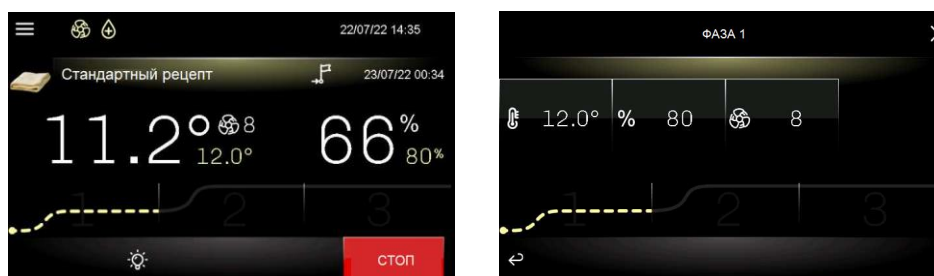 22/07/22 14:35
Стандартный рецепт 23/07/22 00:34
11.2° 8 12.0° 66% 80%
1 2 3
СТОП
ФАЗА 1
12.0° % 80 8
1 2 3